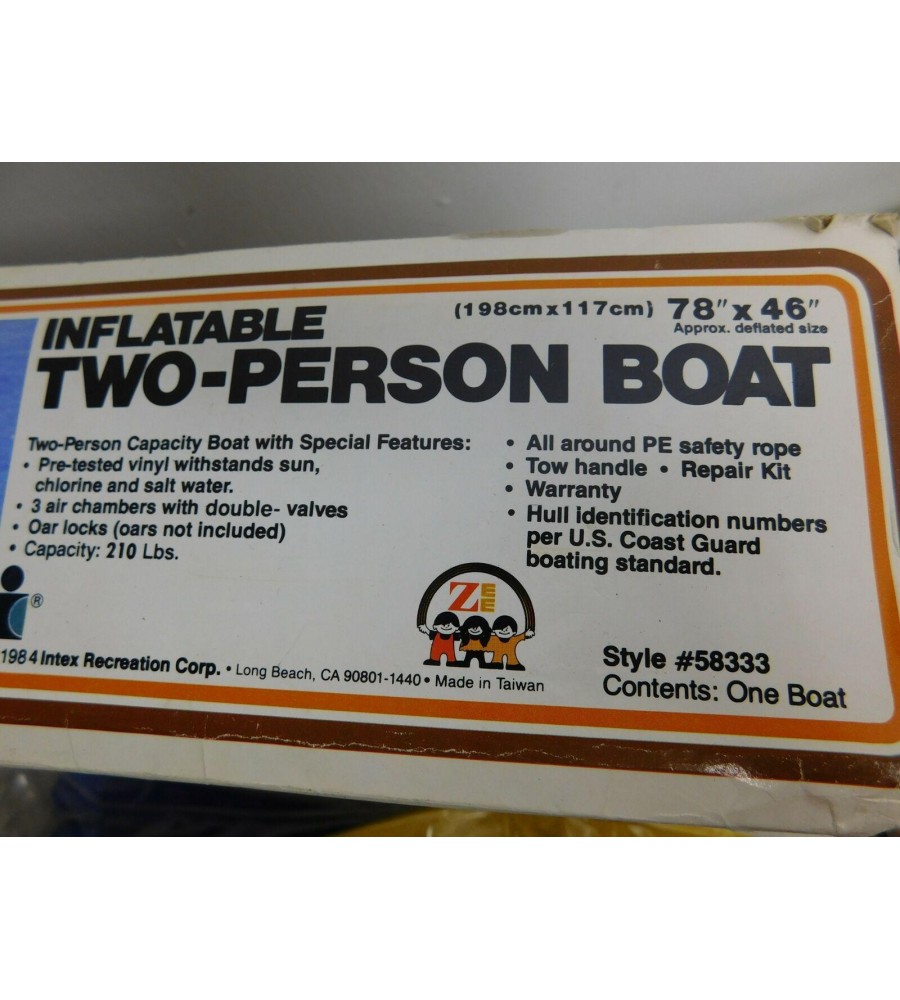 INFLATABLE
(198cm x 117cm) 78" x 46"
Approx. deflated size
TWO-PERSON BOAT
Two-Person Capacity Boat with Special Features:
• Pre-tested vinyl withstands sun,
chlorine and salt water.
• 3 air chambers with double- valves
• Oar locks (oars not included)
• Capacity: 210 Lbs.
• All around PE safety rope
• Tow handle • Repair Kit
• Warranty
• Hull identification numbers
per U.S. Coast Guard
boating standard.
®
ZEE
1984 Intex Recreation Corp. • Long Beach, CA 90801-1440 • Made in Taiwan
Style #58333
Contents: One Boat